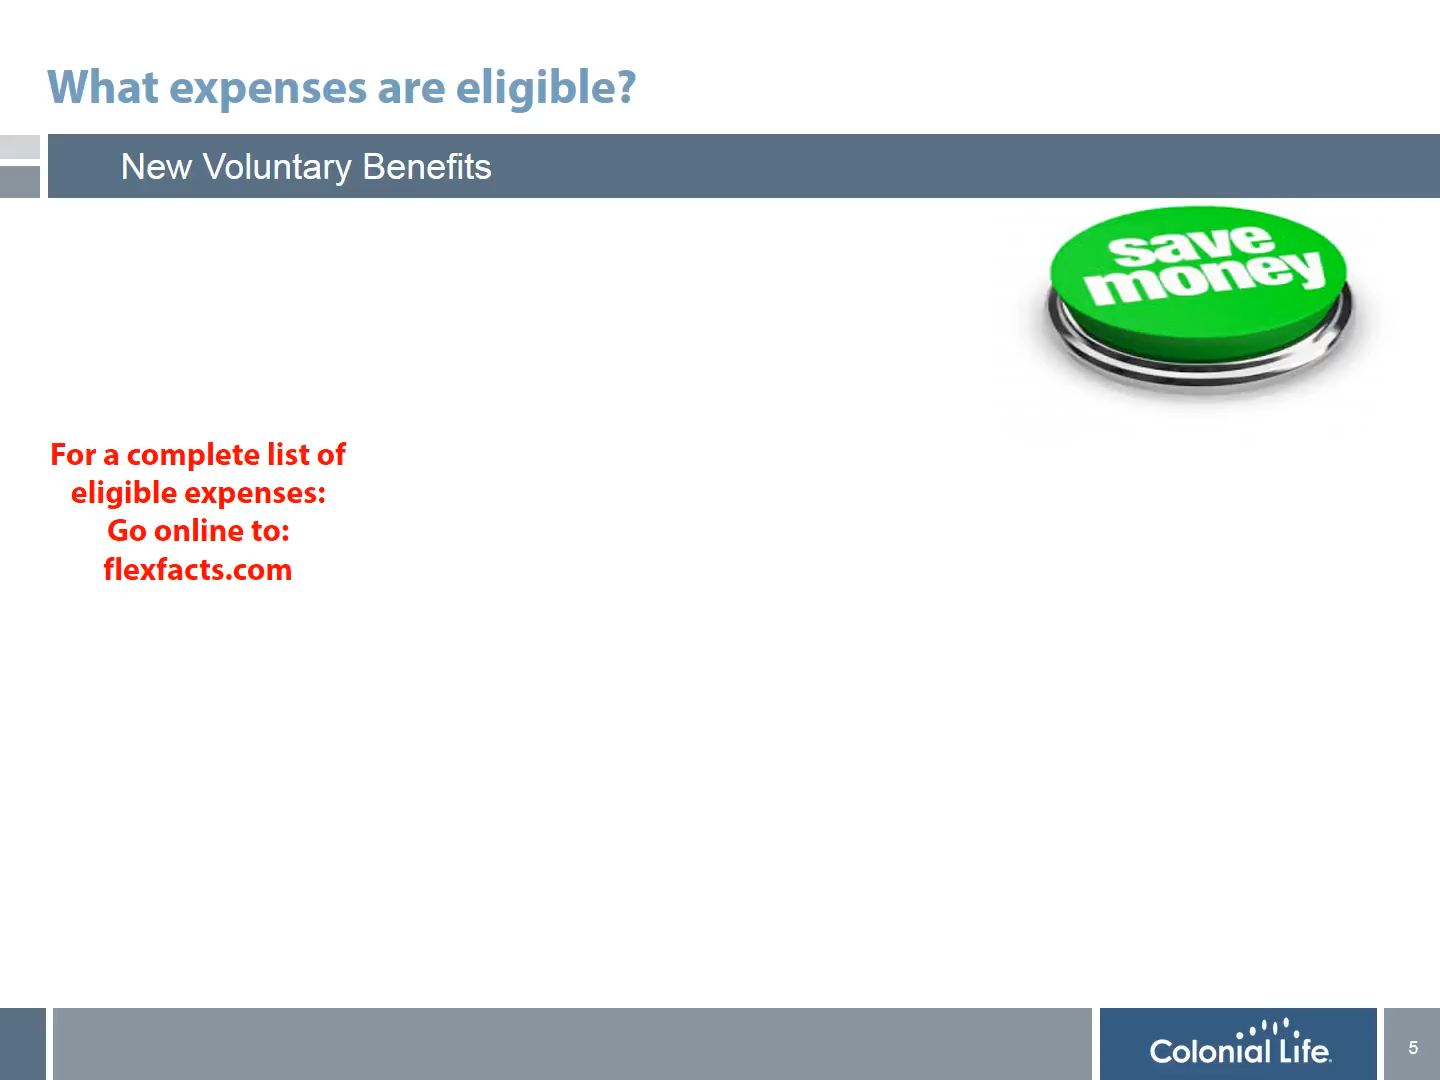 What expenses are eligible?
New Voluntary Benefits
save
money
For a complete list of
eligible expenses:
Go online to:
flexfacts.com
Colonial Life.
5